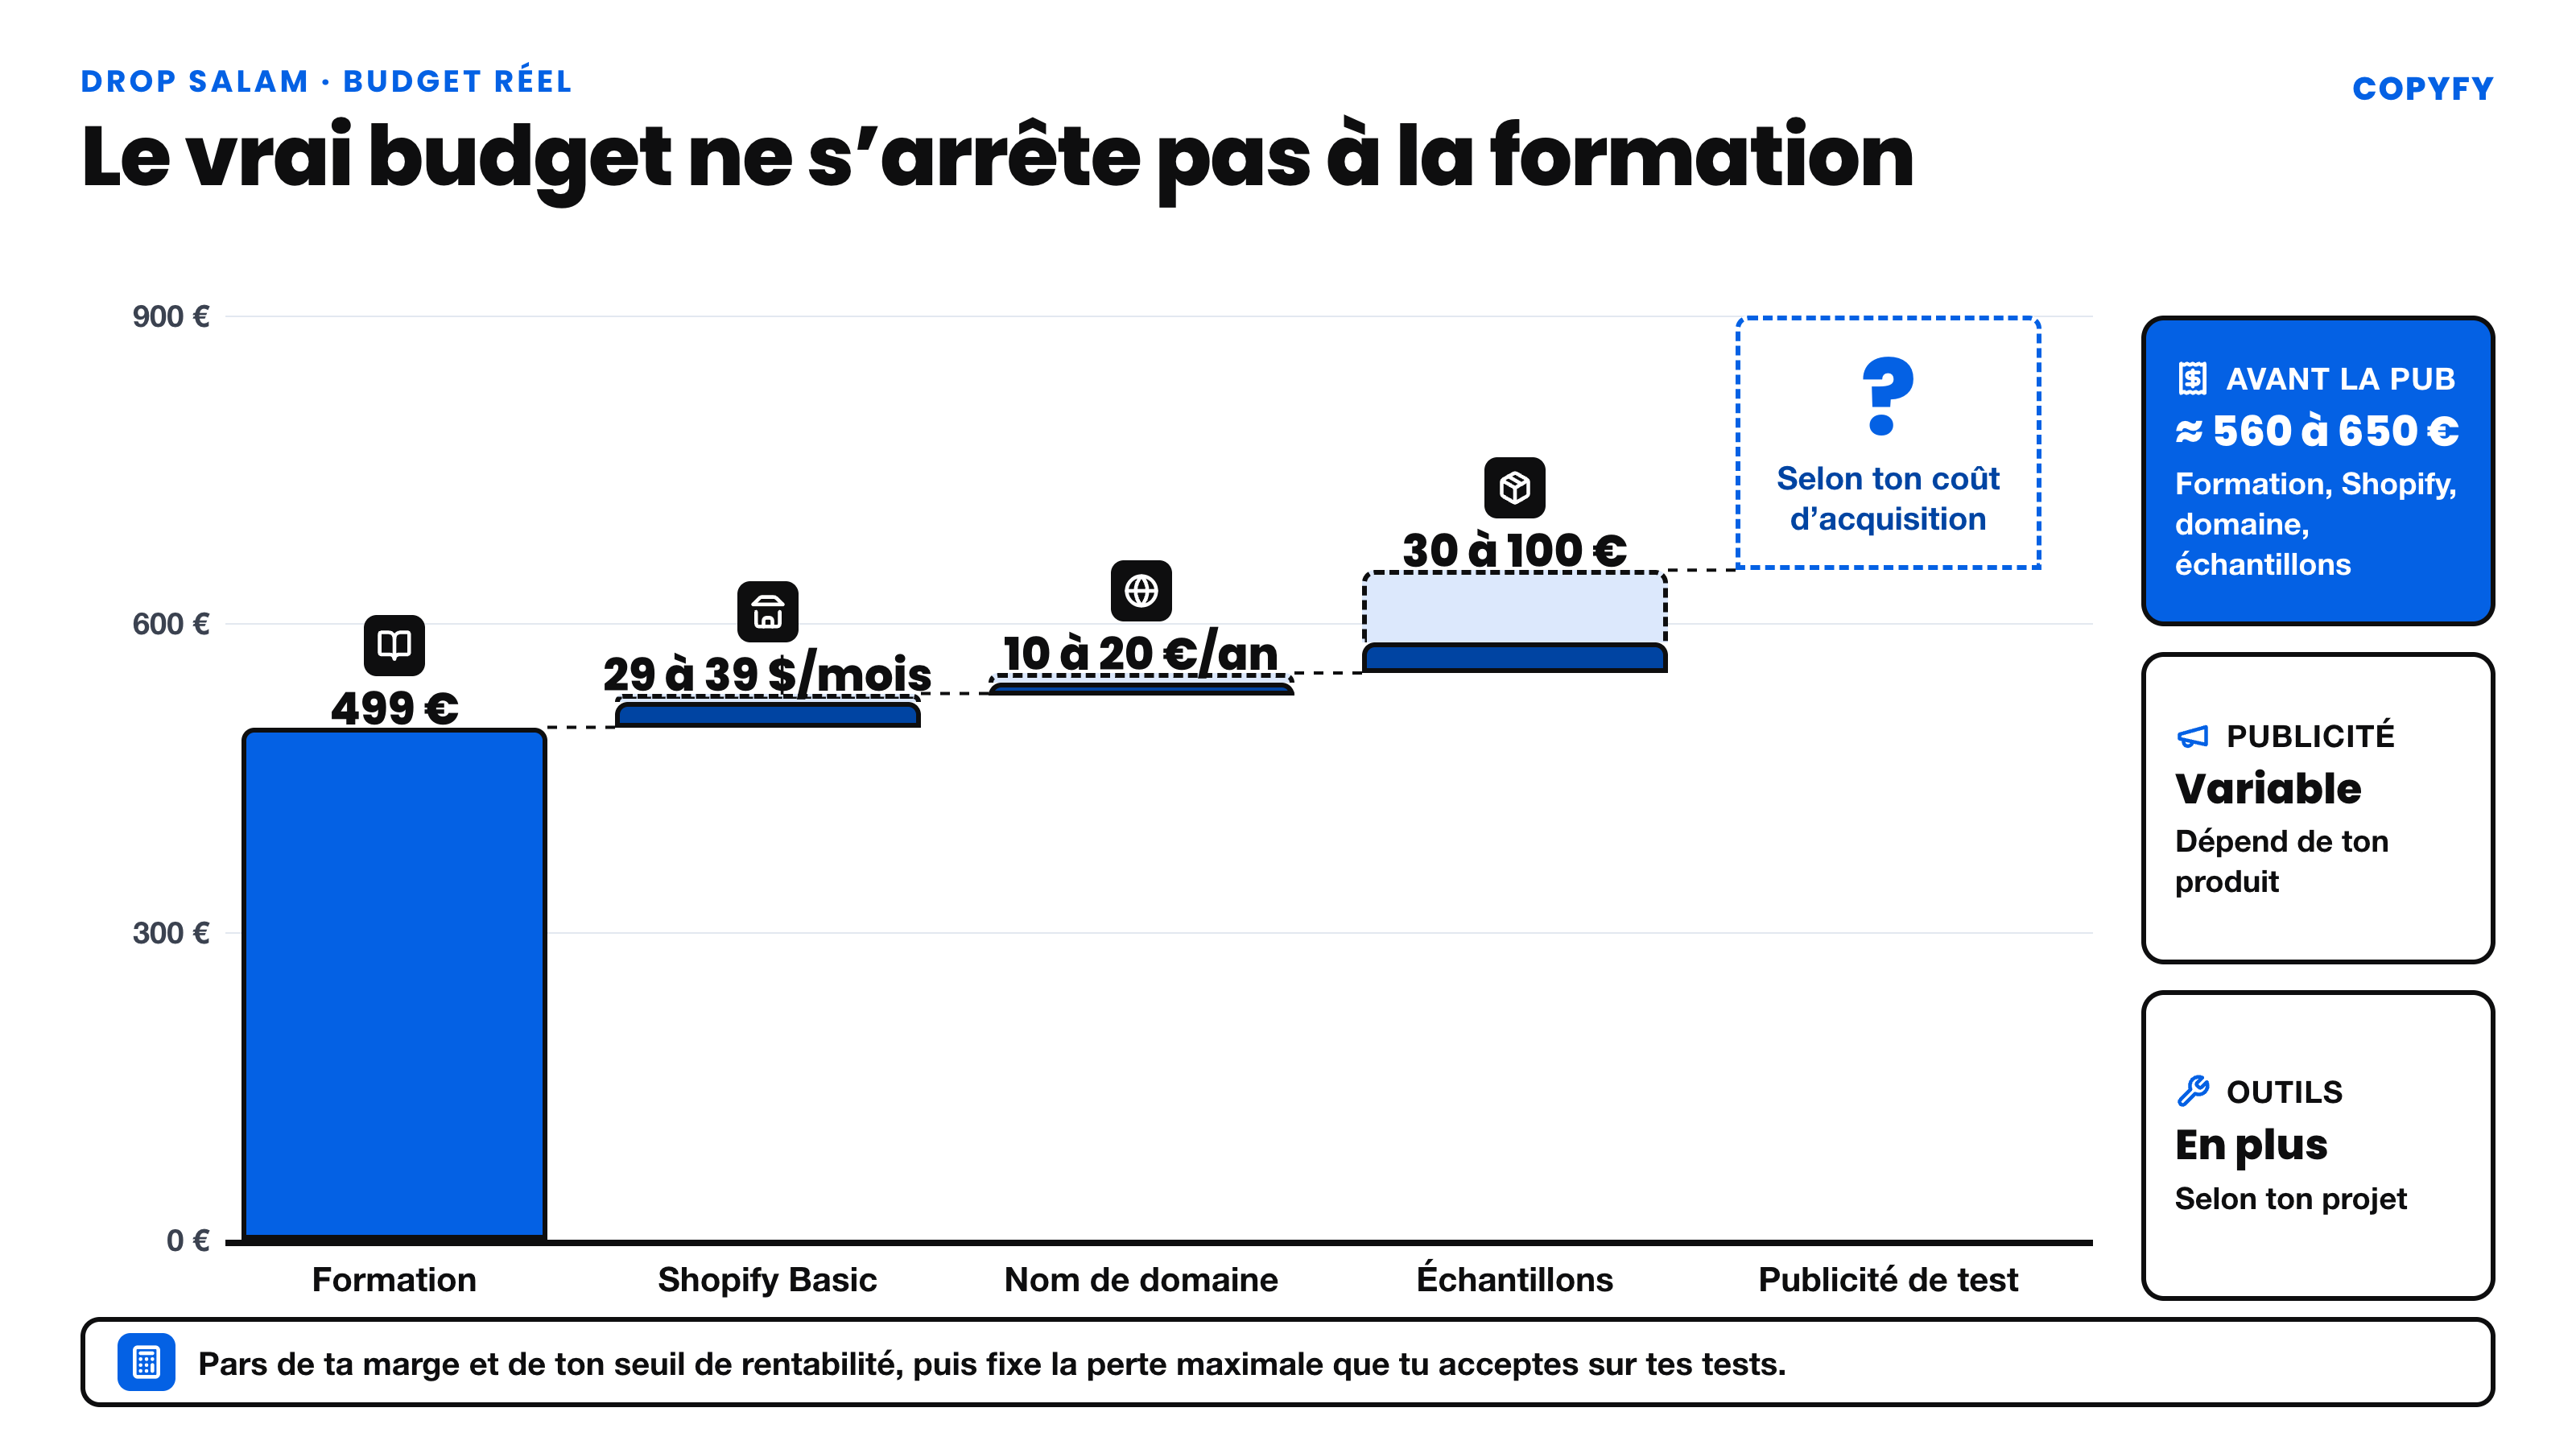 DROP SALAM · BUDGET RÉEL
COPYFY
Le vrai budget ne s’arrête pas à la formation
900 €
600 €
300 €
0 €
499 €
29 à 39 $/mois
10 à 20 €/an
30 à 100 €
?
Selon ton coût
d’acquisition
Formation
Shopify Basic
Nom de domaine
Échantillons
Publicité de test
AVANT LA PUB
≈ 560 à 650 €
Formation, Shopify,
domaine,
échantillons
PUBLICITÉ
Variable
Dépend de ton
produit
OUTILS
En plus
Selon ton projet
Pars de ta marge et de ton seuil de rentabilité, puis fixe la perte maximale que tu acceptes sur tes tests.